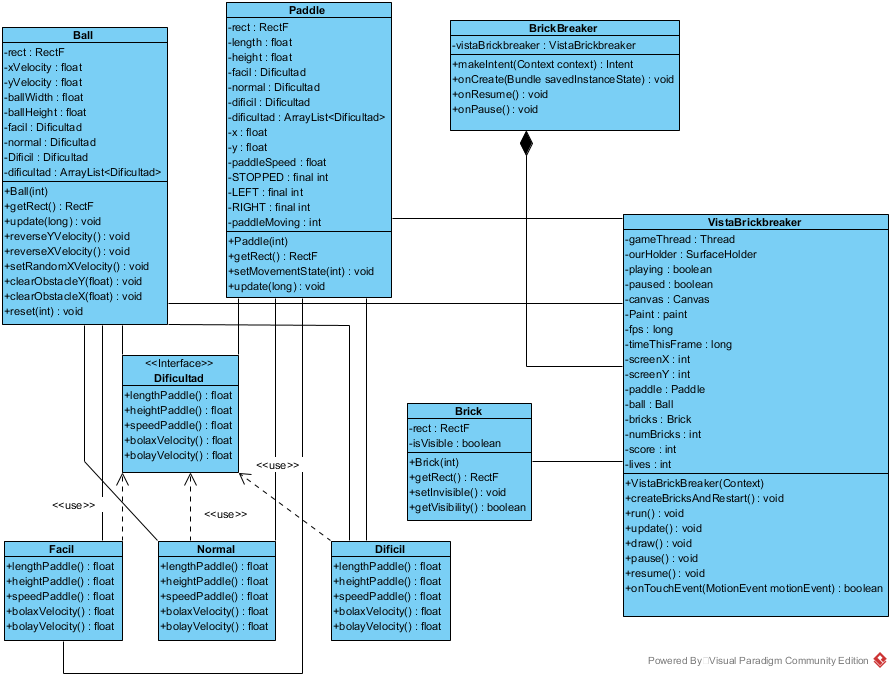 Ball
-rect : RectF
-xVelocity : float
-yVelocity : float
-ballWidth : float
-ballHeight : float
-facil : Dificultad
-normal : Dificultad
-Dificil : Dificultad
-dificultad : ArrayList<Dificultad>
+Ball(int)
+getRect() : RectF
+update(long) : void
+reverseYVelocity() : void
+reverseXVelocity() : void
+setRandomXVelocity() : void
+clearObstacleY(float) : void
+clearObstacleX(float) : void
+reset(int) : void
Paddle
-rect : RectF
-length : float
-height : float
-facil : Dificultad
-normal : Dificultad
-dificil : Dificultad
-dificultad : ArrayList<Dificultad>
-x : float
-y : float
-paddleSpeed : float
-STOPPED : final int
-LEFT : final int
-RIGHT : final int
-paddleMoving : int
+Paddle(int)
+getRect() : RectF
+setMovementState(int) : void
+update(long) : void
BrickBreaker
-vistaBrickbreaker : VistaBrickbreaker
+makeIntent(Context context) : Intent
+onCreate(Bundle savedInstanceState) : void
+onResume() : void
+onPause() : void
VistaBrickbreaker
-gameThread : Thread
-ourHolder : SurfaceHolder
-playing : boolean
-paused : boolean
-canvas : Canvas
-Paint : paint
-fps : long
-timeThisFrame : long
-screenX : int
-screenY : int
-paddle : Paddle
-ball : Ball
-bricks : Brick
-numBricks : int
-score : int
-lives : int
+VistaBrickBreaker(Context)
+createBricksAndRestart() : void
+run() : void
+update() : void
+draw() : void
+pause() : void
+resume() : void
+onTouchEvent(MotionEvent motionEvent) : boolean
<<Interface>>
Dificultad
+lengthPaddle() : float
+heightPaddle() : float
+speedPaddle() : float
+bolaxVelocity() : float
+bolayVelocity() : float
Brick
-rect : RectF
-isVisible : boolean
+Brick(int)
+getRect() : RectF
+setInvisible() : void
+getVisibility() : boolean
<<use>>
<<use>>
<<use>>
Facil
+lengthPaddle() : float
+heightPaddle() : float
+speedPaddle() : float
+bolaxVelocity() : float
+bolayVelocity() : float
Normal
+lengthPaddle() : float
+heightPaddle() : float
+speedPaddle() : float
+bolaxVelocity() : float
+bolayVelocity() : float
Dificil
+lengthPaddle() : float
+heightPaddle() : float
+speedPaddle() : float
+bolaxVelocity() : float
+bolayVelocity() : float
Powered By Visual Paradigm Community Edition